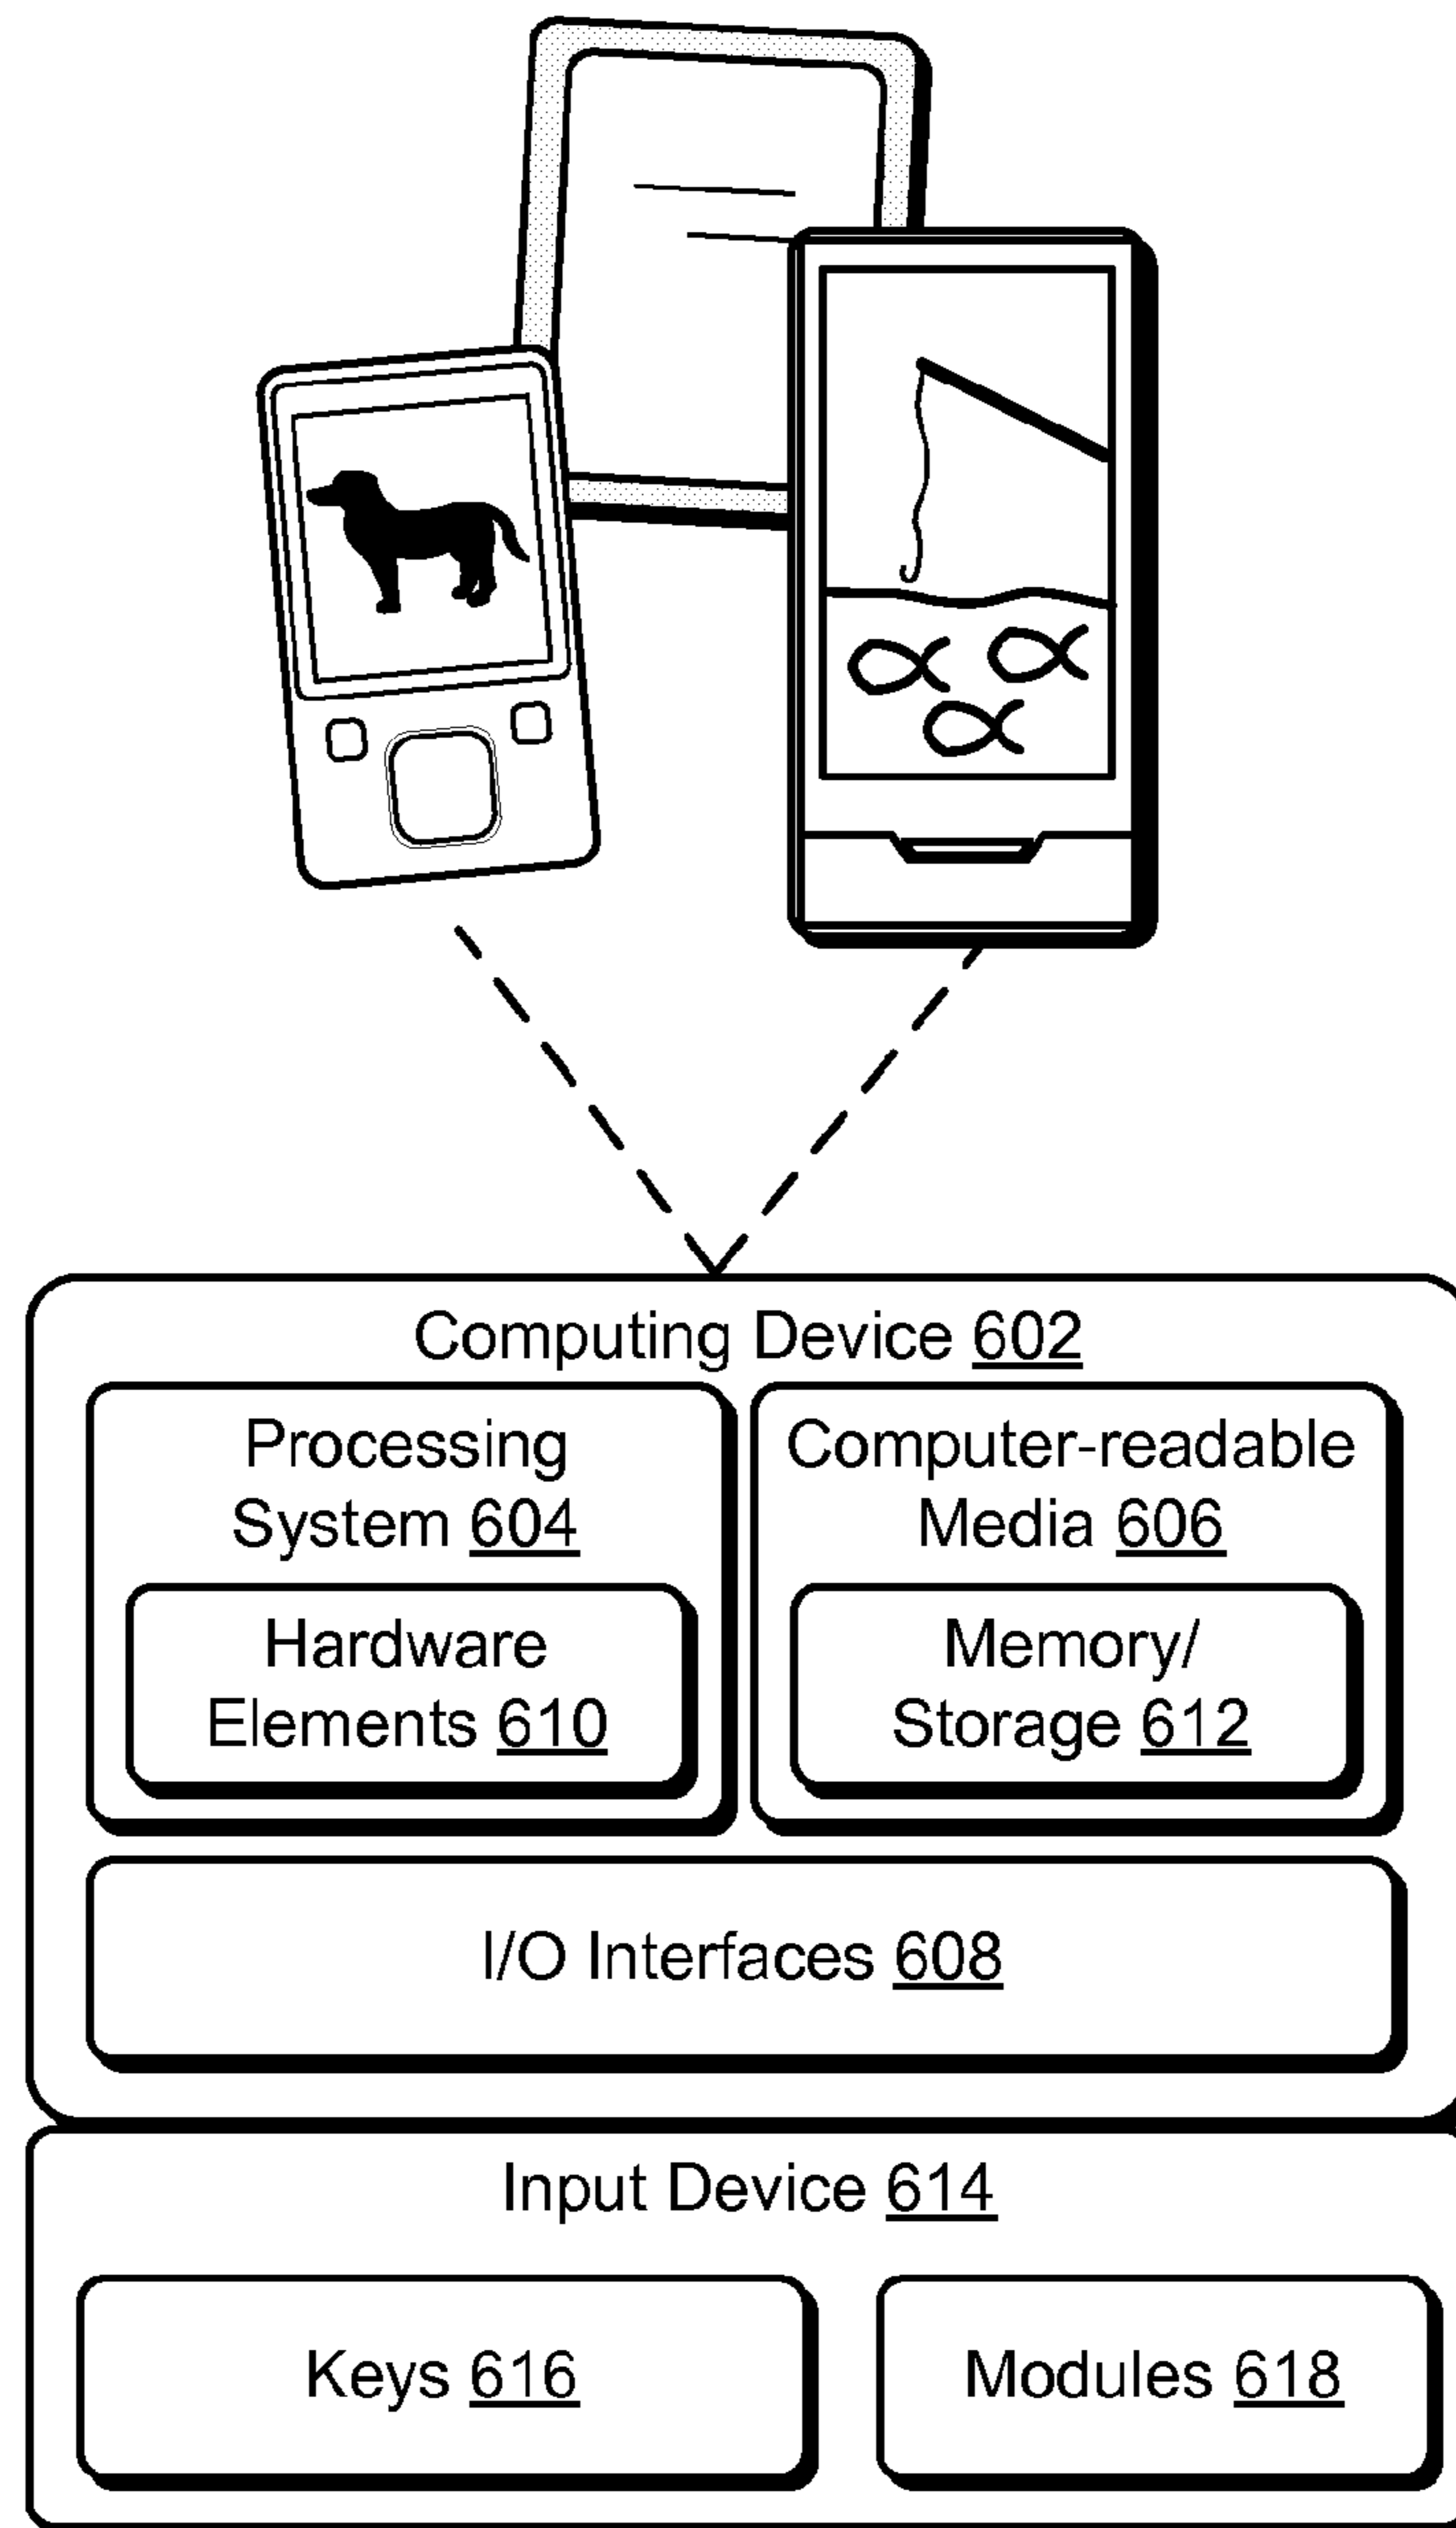 Computing Device 602
Processing
System 604
Hardware
Elements 610
Computer-readable
Media 606
Memory/
Storage 612
I/O Interfaces 608
Input Device 614
Keys 616
Modules 618